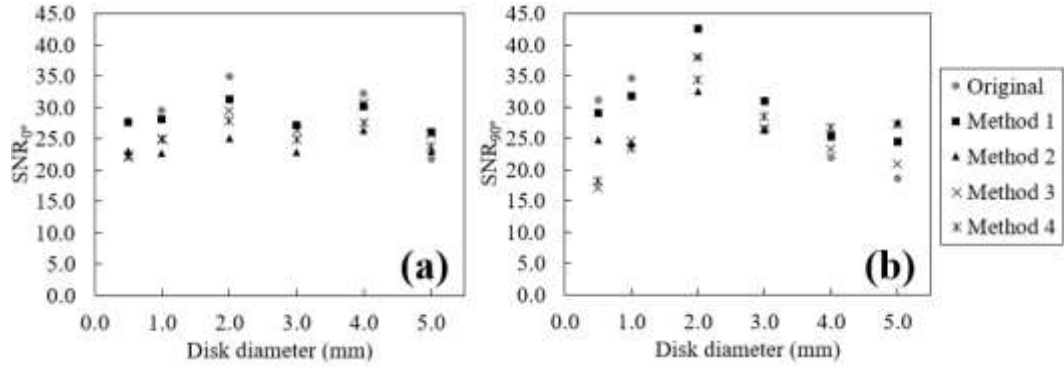 SNR0°
45.0
40.0
35.0
30.0
25.0
20.0
15.0
10.0
5.0
0.0
0.0 1.0 2.0 3.0 4.0 5.0
Disk diameter (mm)
(a)
SNR90°
45.0
40.0
35.0
30.0
25.0
20.0
15.0
10.0
5.0
0.0
0.0 1.0 2.0 3.0 4.0 5.0
Disk diameter (mm)
(b)
Original
Method 1
Method 2
Method 3
Method 4